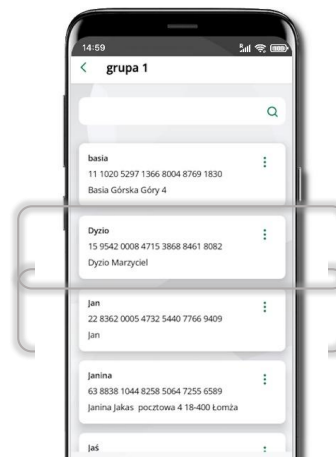 14:59
grupa 1
basia
11 1020 5297 1366 8004 8769 1830
Basia Górska Góry 4
Dyzio
15 9542 0008 4715 3868 8461 8082
Dyzio Marzyciel
Jan
22 8362 0005 4732 5440 7766 9409
Jan
Janina
63 8838 1044 8258 5064 7255 6589
Janina Jakas pocztowa 4 18-400 Łomża
Jaś